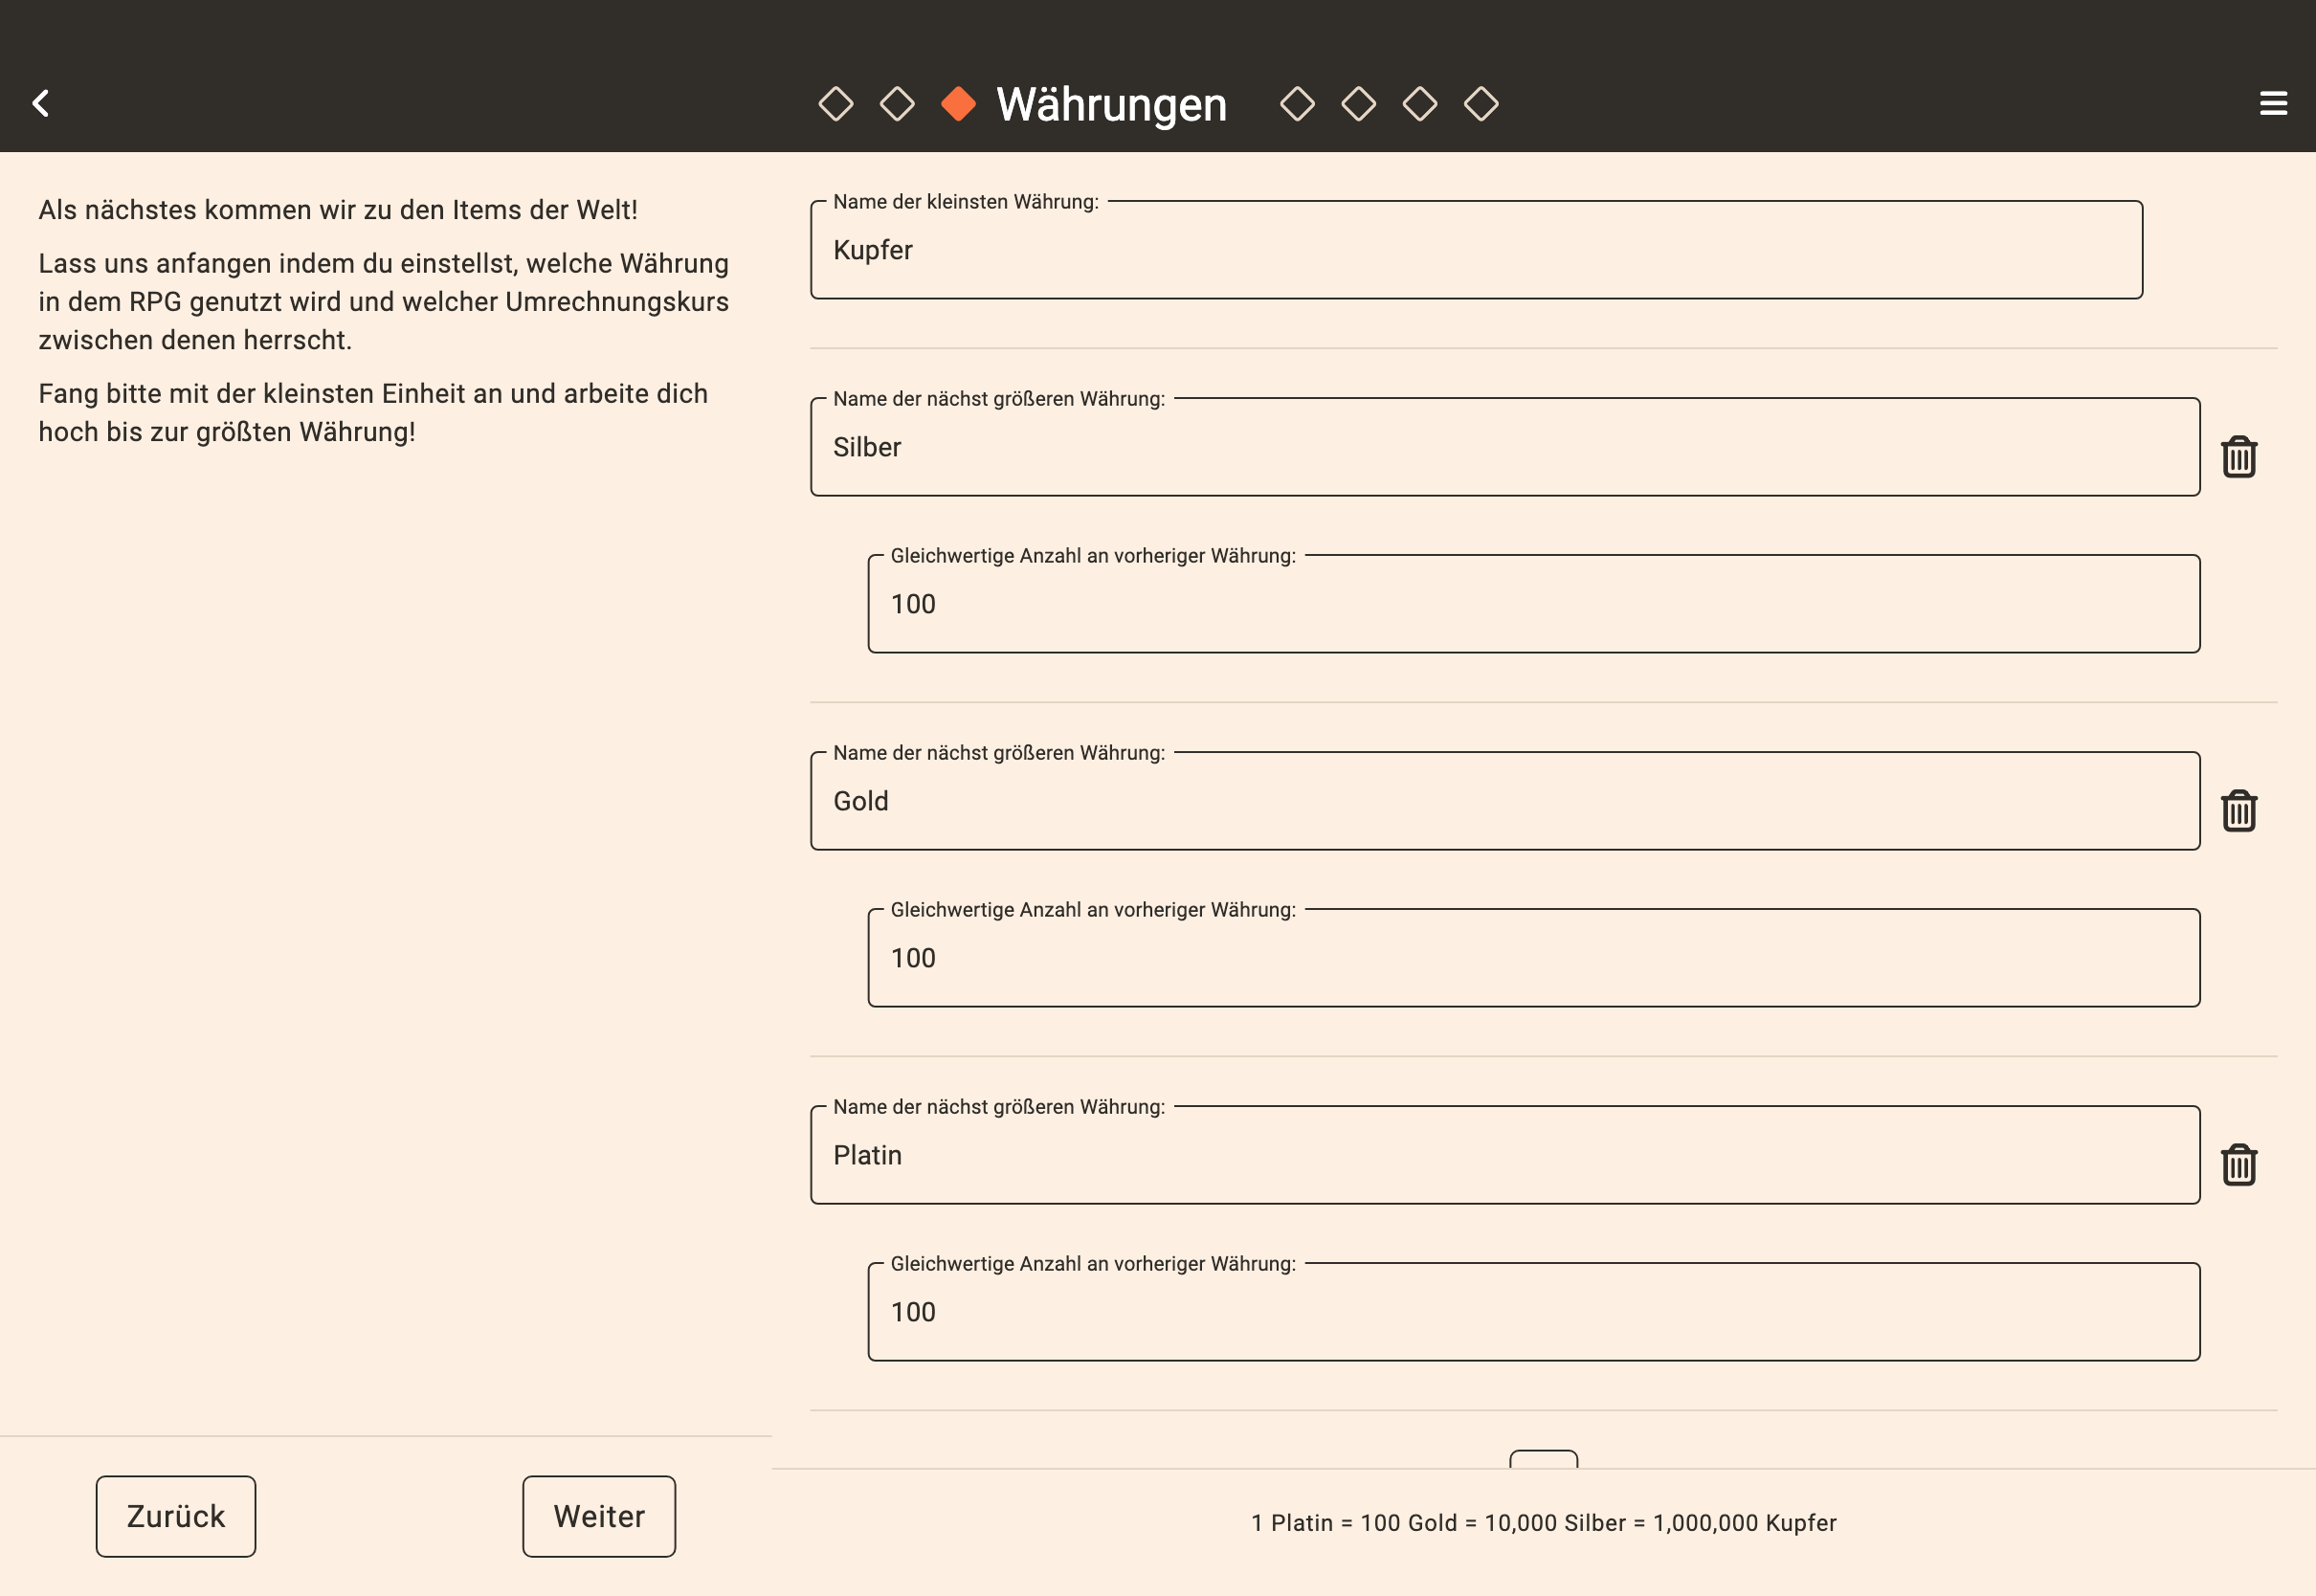 Währungen
Als nächstes kommen wir zu den Items der Welt!
Lass uns anfangen indem du einstellst, welche Währung
in dem RPG genutzt wird und welcher Umrechnungskurs
zwischen denen herrscht.
Fang bitte mit der kleinsten Einheit an und arbeite dich
hoch bis zur größten Währung!
Zurück
Weiter
Name der kleinsten Währung:
Kupfer
Name der nächst größeren Währung:
Silber
Gleichwertige Anzahl an vorheriger Währung:
100
Name der nächst größeren Währung:
Gold
Gleichwertige Anzahl an vorheriger Währung:
100
Name der nächst größeren Währung:
Platin
Gleichwertige Anzahl an vorheriger Währung:
100
1 Platin = 100 Gold = 10,000 Silber = 1,000,000 Kupfer